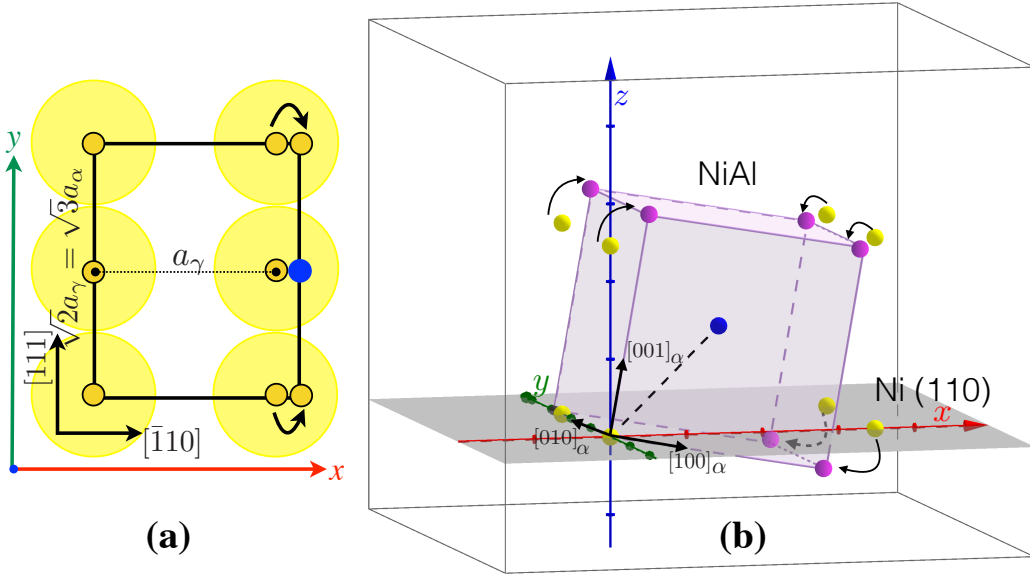 y
√2a_γ = √3a_α
a_γ
[111]
[1̄10]
x
(a)
z
NiAl
[001]_α
y
Ni (110)
x
[010]_α
[100]_α
(b)